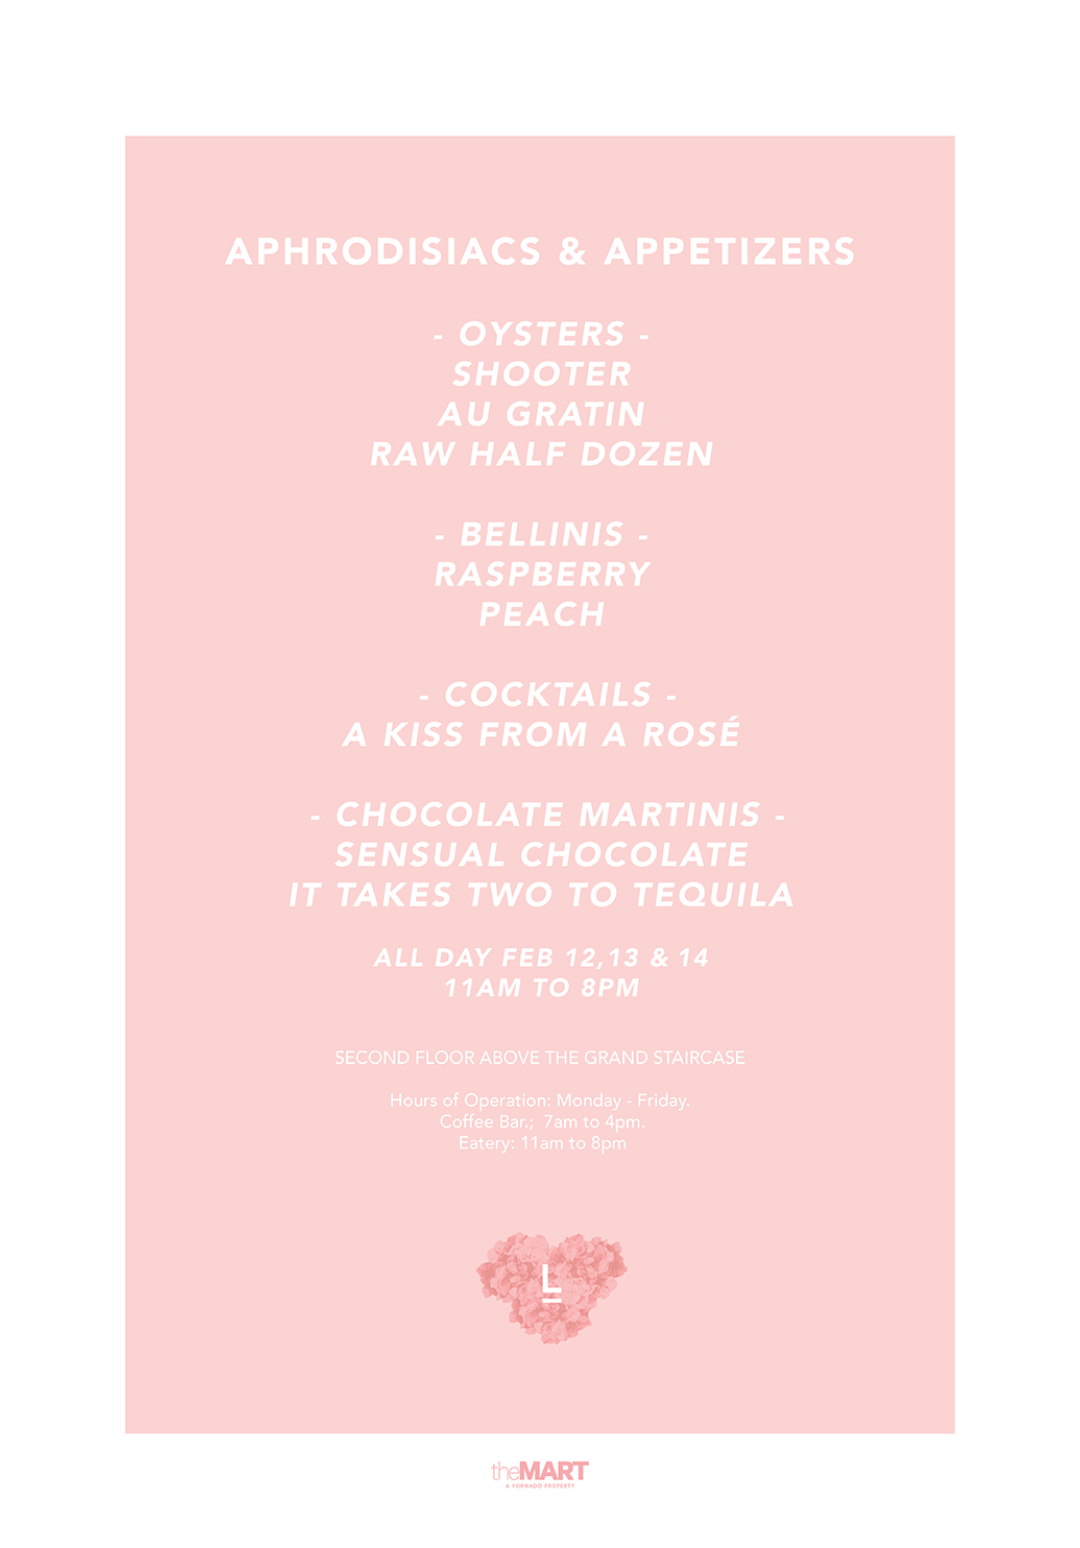 APHRODISIACS & APPETIZERS
- OYSTERS -
SHOOTER
AU GRATIN
RAW HALF DOZEN
- BELLINIS -
RASPBERRY
PEACH
- COCKTAILS -
A KISS FROM A ROSÉ
- CHOCOLATE MARTINIS -
SENSUAL CHOCOLATE
IT TAKES TWO TO TEQUILA
ALL DAY FEB 12,13 & 14
11AM TO 8PM
SECOND FLOOR ABOVE THE GRAND STAIRCASE
Hours of Operation: Monday - Friday.
Coffee Bar.;  7am to 4pm.
Eatery: 11am to 8pm
L
theMART
A VORNADO PROPERTY